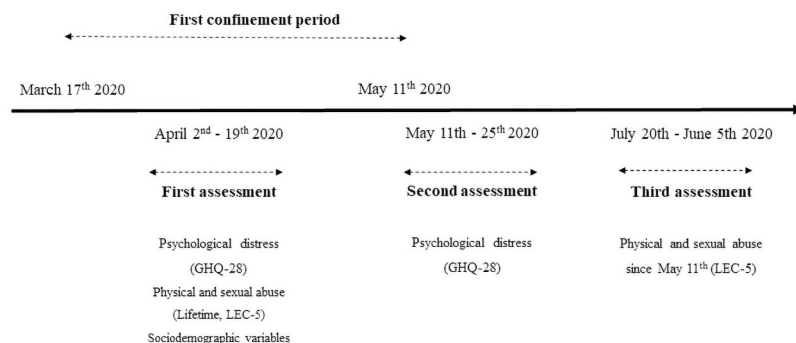 First confinement period
March 17th 2020 May 11th 2020
April 2nd - 19th 2020 May 11th - 25th 2020 July 20th - June 5th 2020
First assessment Second assessment Third assessment
Psychological distress Psychological distress Physical and sexual abuse
(GHQ-28) (GHQ-28) since May 11th (LEC-5)
Physical and sexual abuse
(Lifetime, LEC-5)
Sociodemographic variables